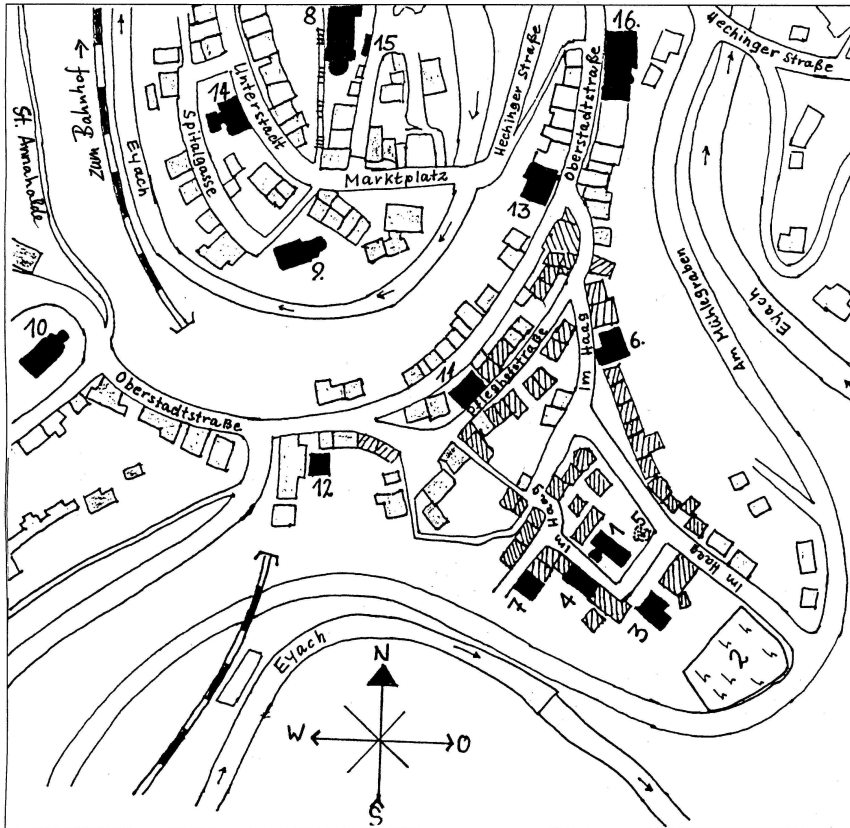 8
15
16.
Hechinger Straße
Hechinger Straße
Oberstadtstraße
zum Bahnhof →
St. Annahalde
Eyach
14
Unterstadt
Spitalgasse
Marktplatz
13
9.
10
Am Mühlegraben
Eyach
6.
Im Haag
11
Oberstadtstraße
12
Im Haag
1
5
Im Haag
7
4
3
2
Eyach
N
W
O
S